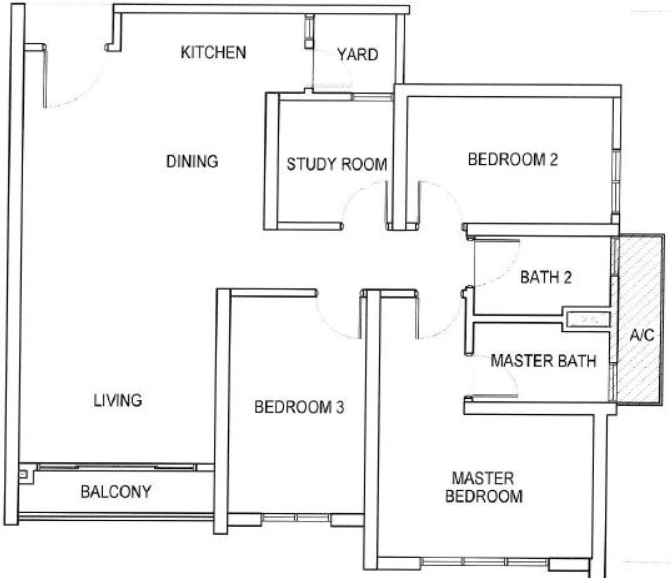 KITCHEN
YARD
DINING
STUDY ROOM
BEDROOM 2
BATH 2
A/C
MASTER BATH
LIVING
BEDROOM 3
BALCONY
MASTER
BEDROOM